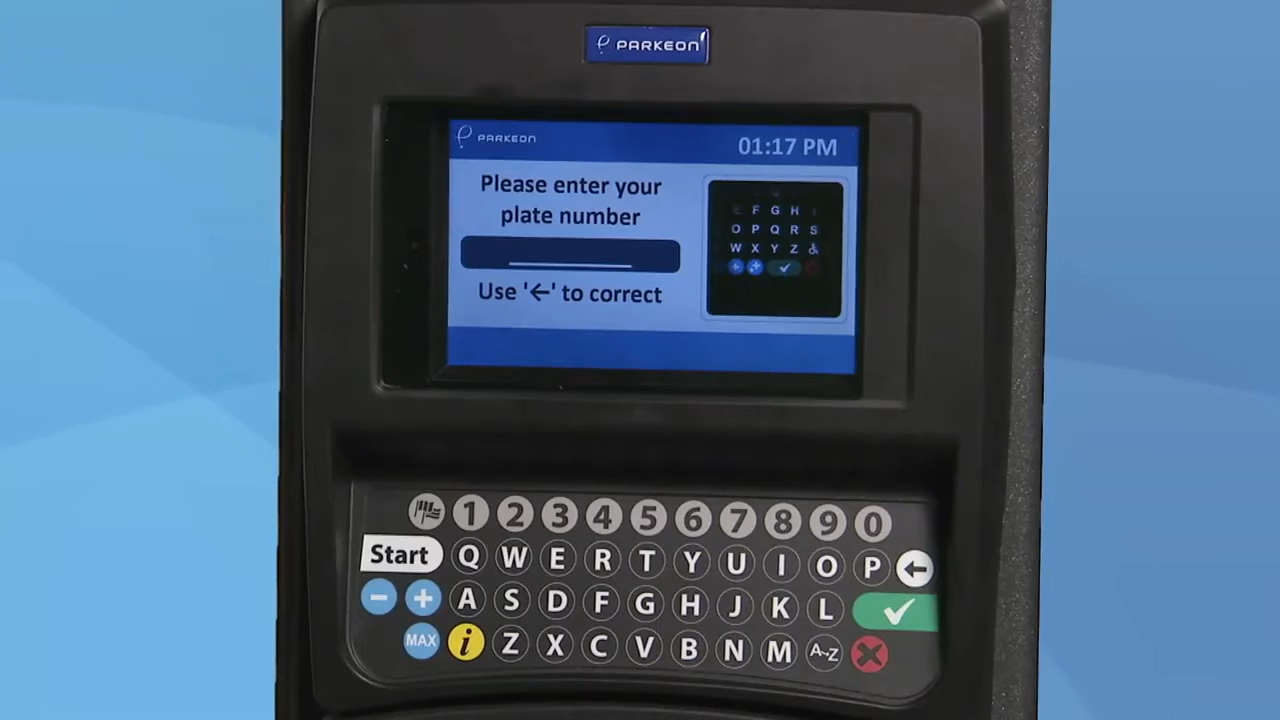 PARKEON
PARKEON
01:17 PM
Please enter your
plate number
Use '←' to correct
E F G H I
O P Q R S
W X Y Z
1 2 3 4 5 6 7 8 9 0
Start Q W E R T Y U I O P ←
- + A S D F G H J K L
MAX i Z X C V B N M A~Z